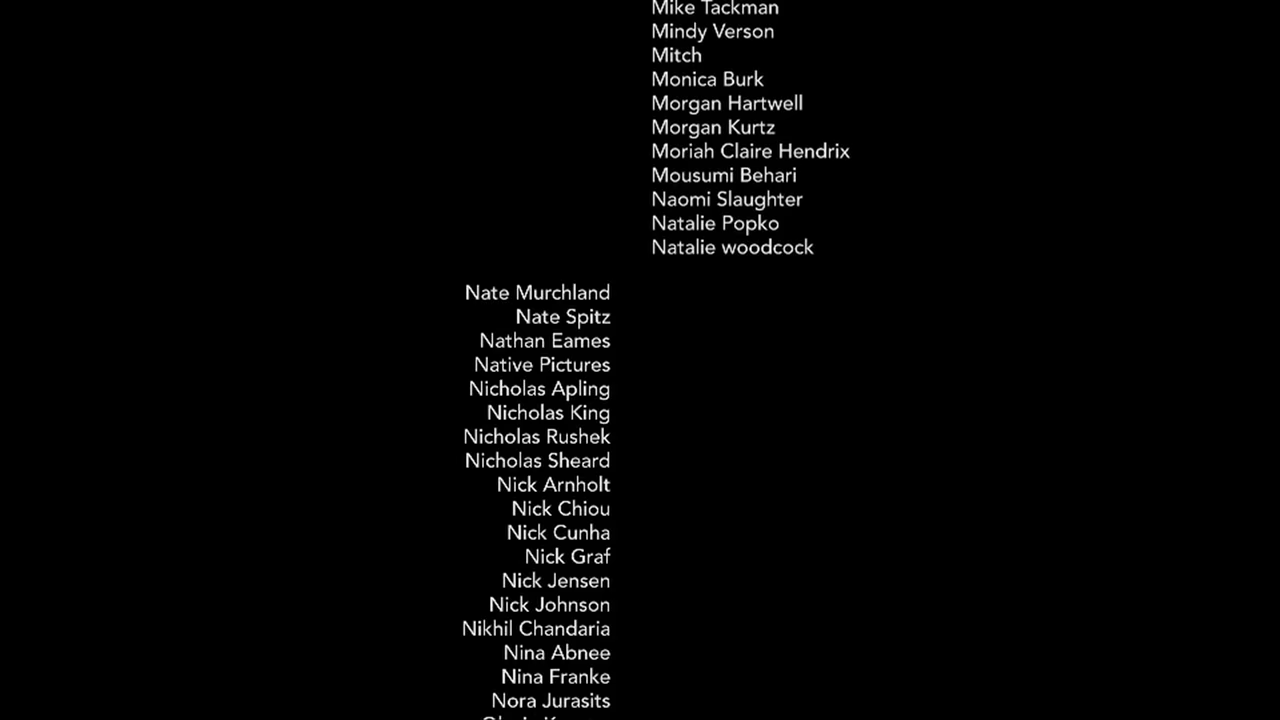 Mike Tackman
Mindy Verson
Mitch
Monica Burk
Morgan Hartwell
Morgan Kurtz
Moriah Claire Hendrix
Mousumi Behari
Naomi Slaughter
Natalie Popko
Natalie woodcock
Nate Murchland
Nate Spitz
Nathan Eames
Native Pictures
Nicholas Apling
Nicholas King
Nicholas Rushek
Nicholas Sheard
Nick Arnholt
Nick Chiou
Nick Cunha
Nick Graf
Nick Jensen
Nick Johnson
Nikhil Chandaria
Nina Abnee
Nina Franke
Nora Jurasits